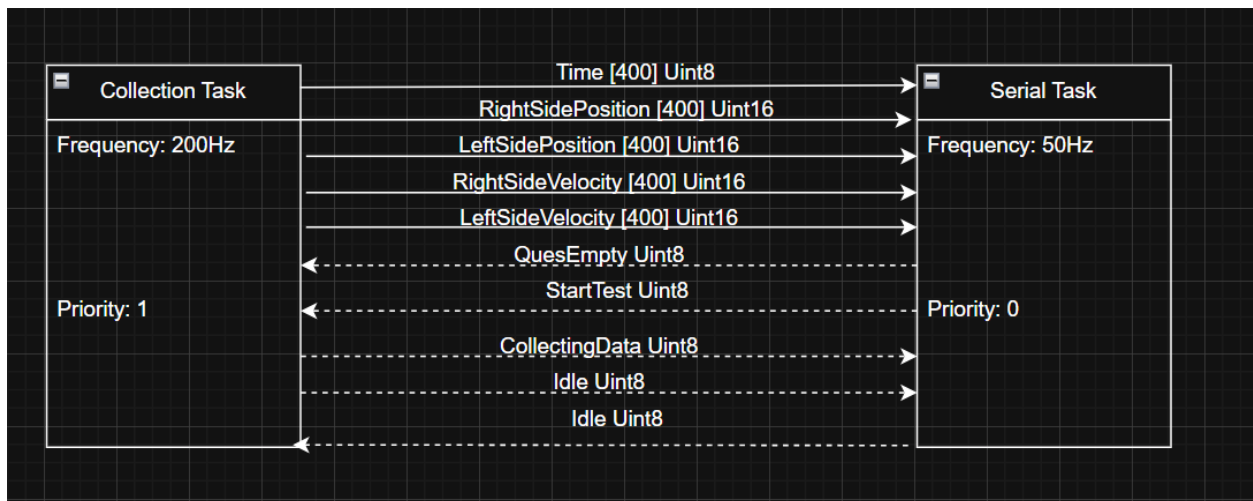 Collection Task
Frequency: 200Hz
Priority: 1
Time [400] Uint8
RightSidePosition [400] Uint16
LeftSidePosition [400] Uint16
RightSideVelocity [400] Uint16
LeftSideVelocity [400] Uint16
QuesEmpty Uint8
StartTest Uint8
CollectingData Uint8
Idle Uint8
Idle Uint8
Serial Task
Frequency: 50Hz
Priority: 0